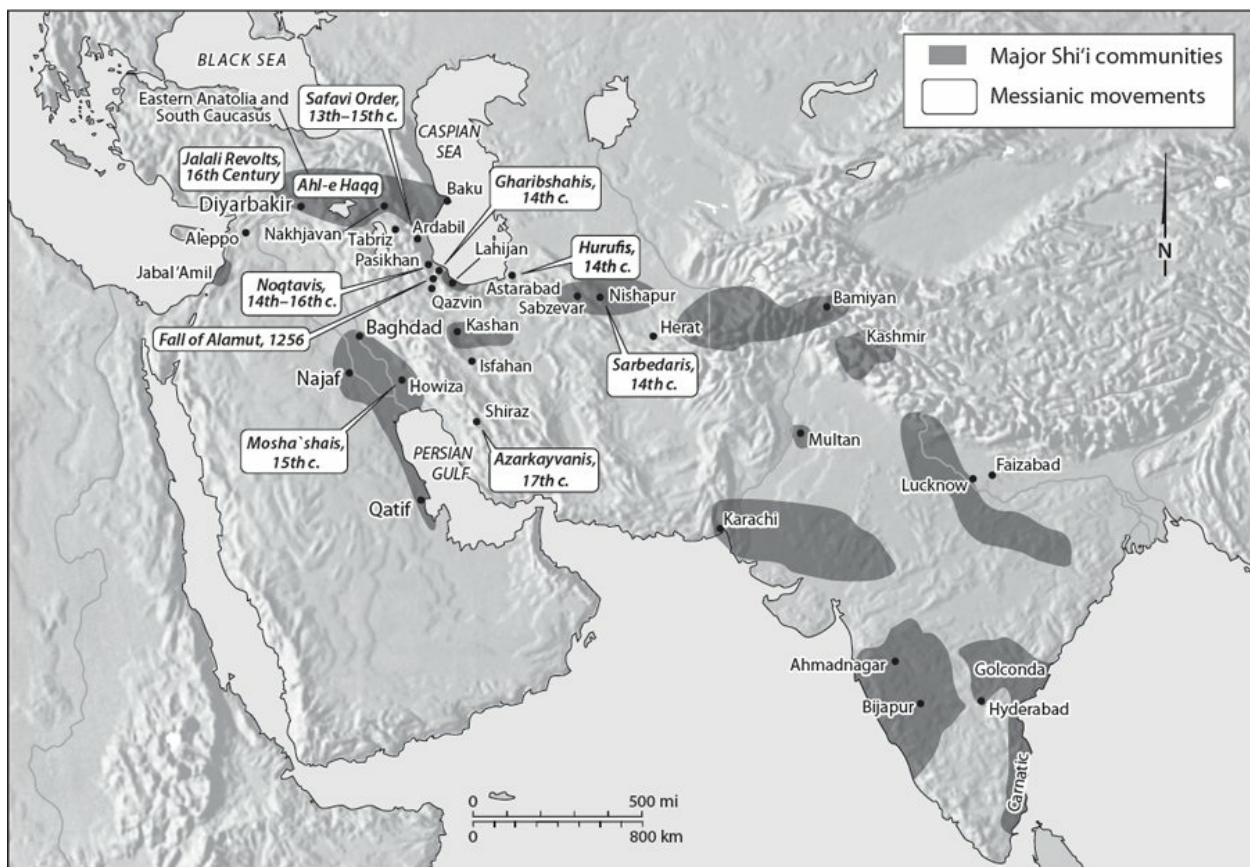 BLACK SEA
Major Shi'i communities
Messianic movements
Eastern Anatolia and
South Caucasus
Safavi Order,
13th–15th c.
CASPIAN
SEA
Jalali Revolts,
16th Century
Ahl-e Haqq
Gharibshahis,
14th c.
Baku
Diyarbakir
Nakhjavan
Ardabil
Aleppo
Tabriz
Lahijan
Hurufis,
14th c.
Pasikhan
Jabal ‘Amil
Noqtavis,
14th–16th c.
Qazvin
Astarabad
Sabzevar
Nishapur
Bamiyan
Fall of Alamut, 1256
Baghdad
Kashan
Herat
Kashmir
Isfahan
Sarbedaris,
14th c.
Najaf
Howiza
N
Shiraz
Mosha`shais,
15th c.
PERSIAN
GULF
Azarkayvanis,
17th c.
Multan
Faizabad
Lucknow
Qatif
Karachi
Ahmadnagar
Golconda
Bijapur
Hyderabad
Carnatic
0 500 mi
0 800 km